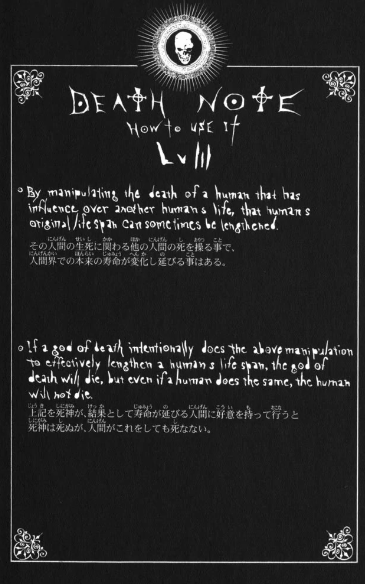 DEATH NOTE
How to use it
LVIII
By manipulating the death of a human that has
influence over another human's life, that human's
original life span can sometimes be lengthened.
その人間の生死に関わる他の人間の死を操る事で、
人間界での本来の寿命が変化し延びる事はある。
If a god of death intentionally does the above manipulation
to effectively lengthen a human's life span, the god of
death will die, but even if a human does the same, the human
will not die.
上記を死神が、結果として寿命が延びる人間に好意を持って行うと
死神は死ぬが、人間がこれをしても死なない。